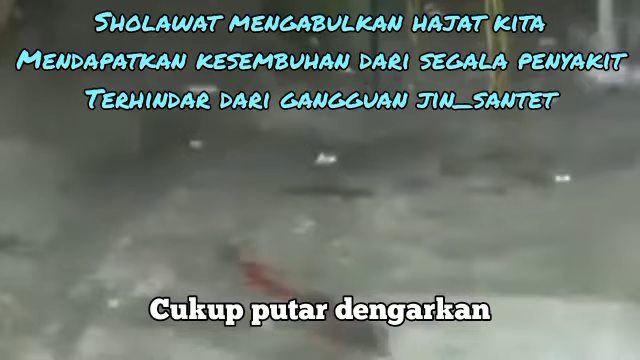 Sholawat mengabulkan hajat kita
Mendapatkan kesembuhan dari segala penyakit
Terhindar dari gangguan jin_santet
Cukup putar dengarkan